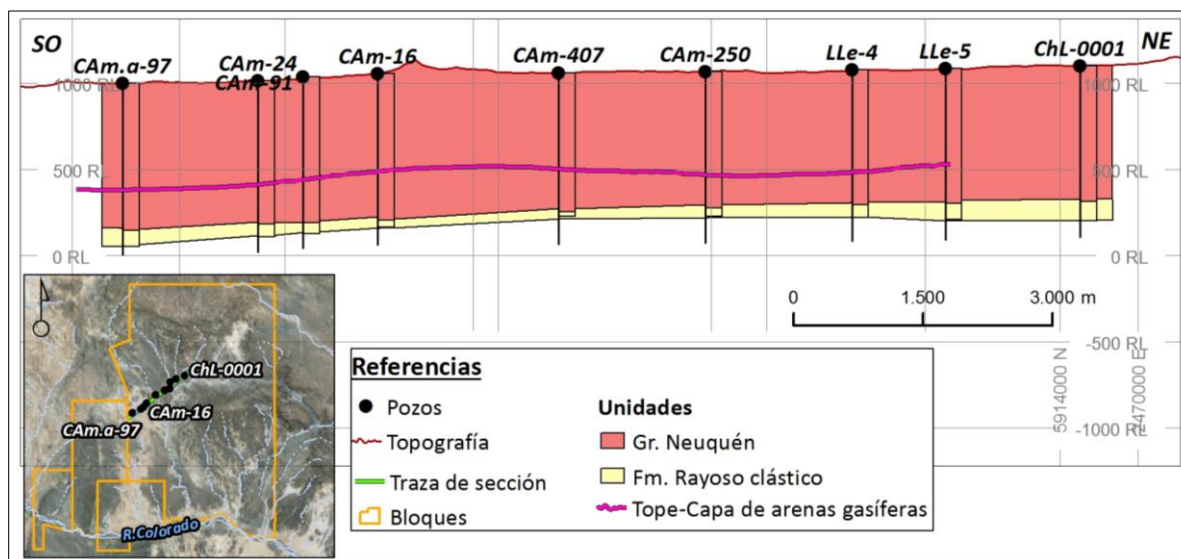 SO
CAm.a-97
CAm-24
CAm-91
CAm-16
CAm-407
CAm-250
LLe-4
LLe-5
ChL-0001
NE
1000 RL
1000 RL
500 RL
500 RL
0 RL
0 RL
-500 RL
-1000 RL
5914000 N
2470000 E
0 1.500 3.000 m
ChL-0001
CAm-16
CAm.a-97
R.Colorado
Referencias
Pozos
Topografía
Traza de sección
Bloques
Unidades
Gr. Neuquén
Fm. Rayoso clástico
Tope-Capa de arenas gasíferas